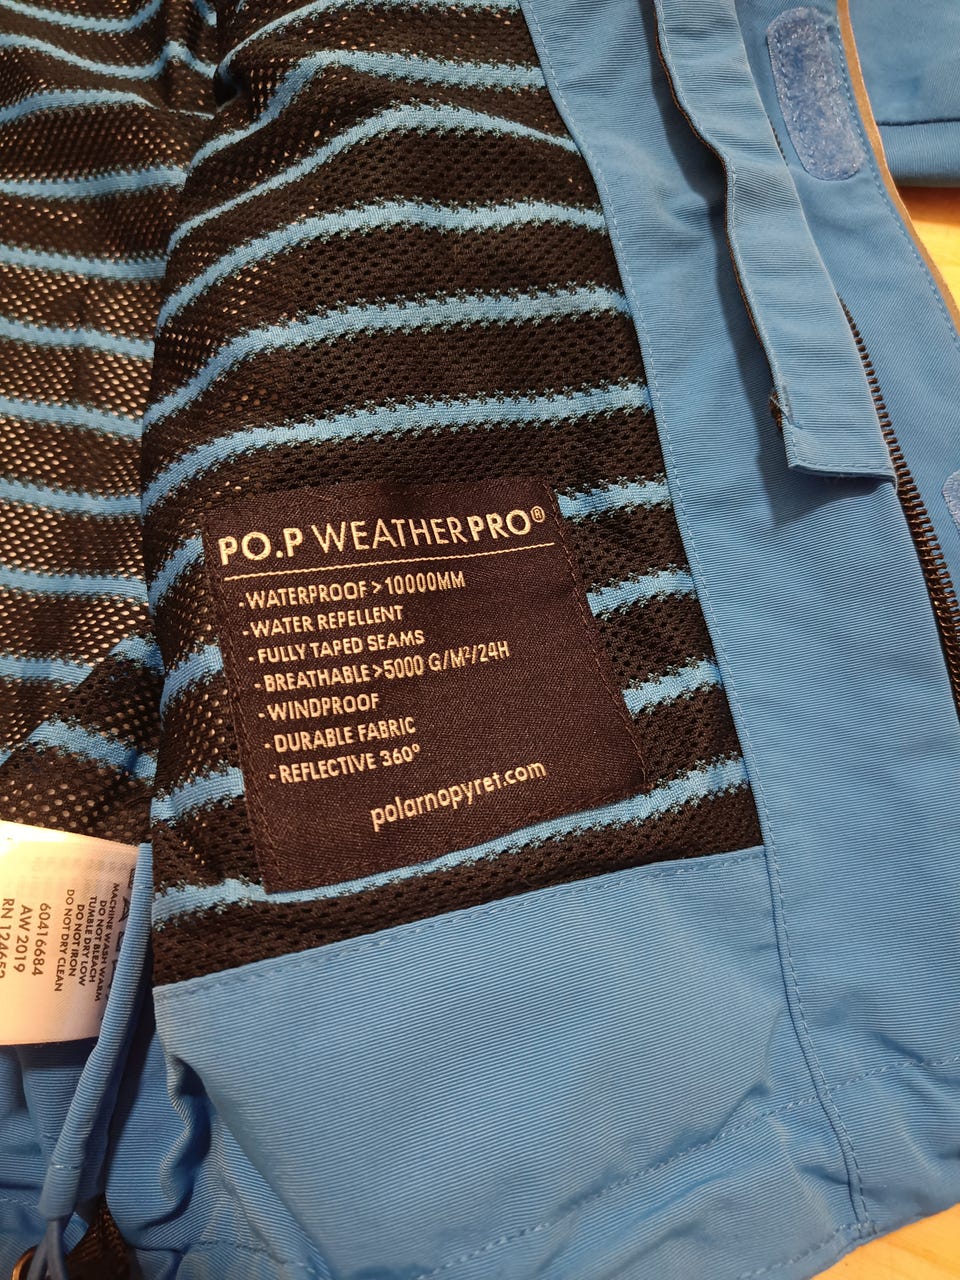 PO.P WEATHERPRO®
-WATERPROOF >10000MM
-WATER REPELLENT
-FULLY TAPED SEAMS
-BREATHABLE >5000 G/M²/24H
-WINDPROOF
-DURABLE FABRIC
-REFLECTIVE 360°
polarnopyret.com
MACHINE WASH WARM
DO NOT BLEACH
TUMBLE DRY LOW
DO NOT IRON
DO NOT DRY CLEAN
60416684
AW 2019
RN 124652